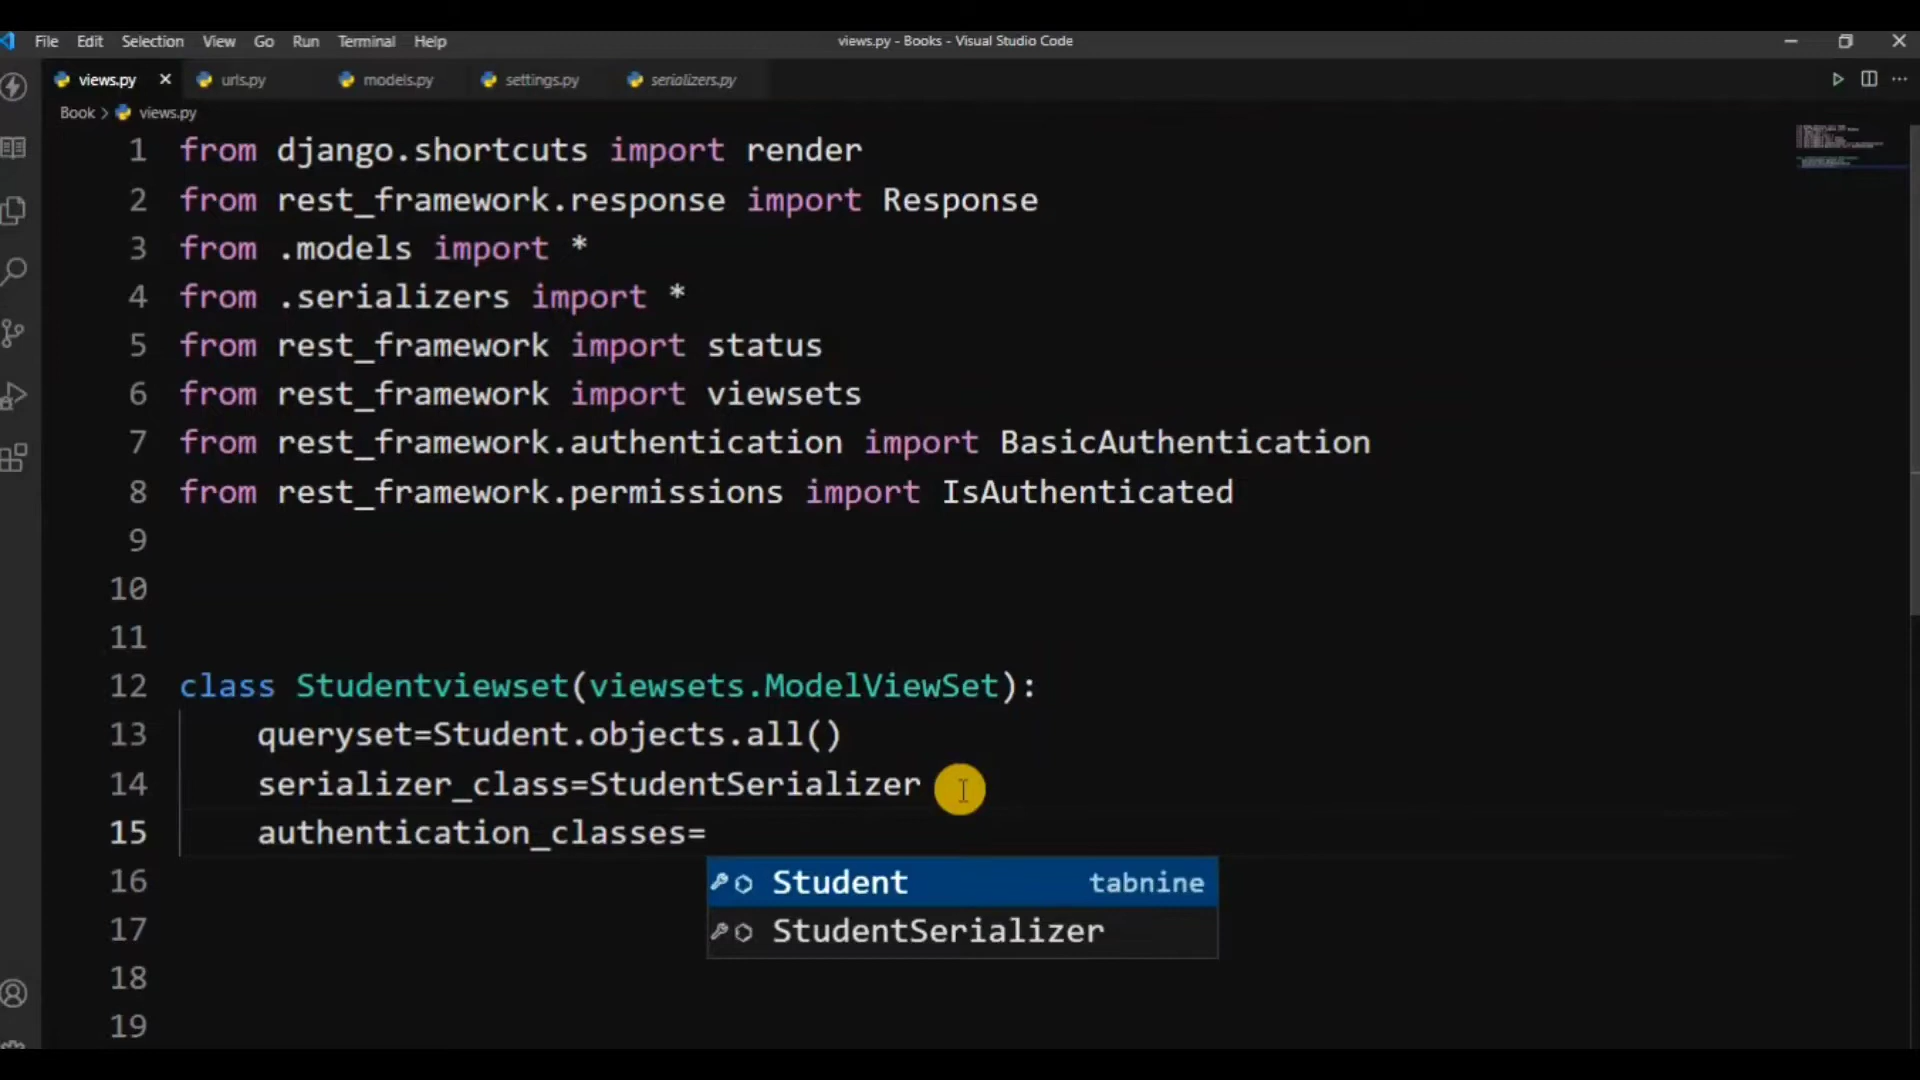 File Edit Selection View Go Run Terminal Help
views.py - Books - Visual Studio Code
views.py urls.py models.py settings.py serializers.py
Book > views.py
1 from django.shortcuts import render
2 from rest_framework.response import Response
3 from .models import *
4 from .serializers import *
5 from rest_framework import status
6 from rest_framework import viewsets
7 from rest_framework.authentication import BasicAuthentication
8 from rest_framework.permissions import IsAuthenticated
9
10
11
12 class Studentviewset(viewsets.ModelViewSet):
13 queryset=Student.objects.all()
14 serializer_class=StudentSerializer
15 authentication_classes=
16 Student tabnine
17 StudentSerializer
18
19